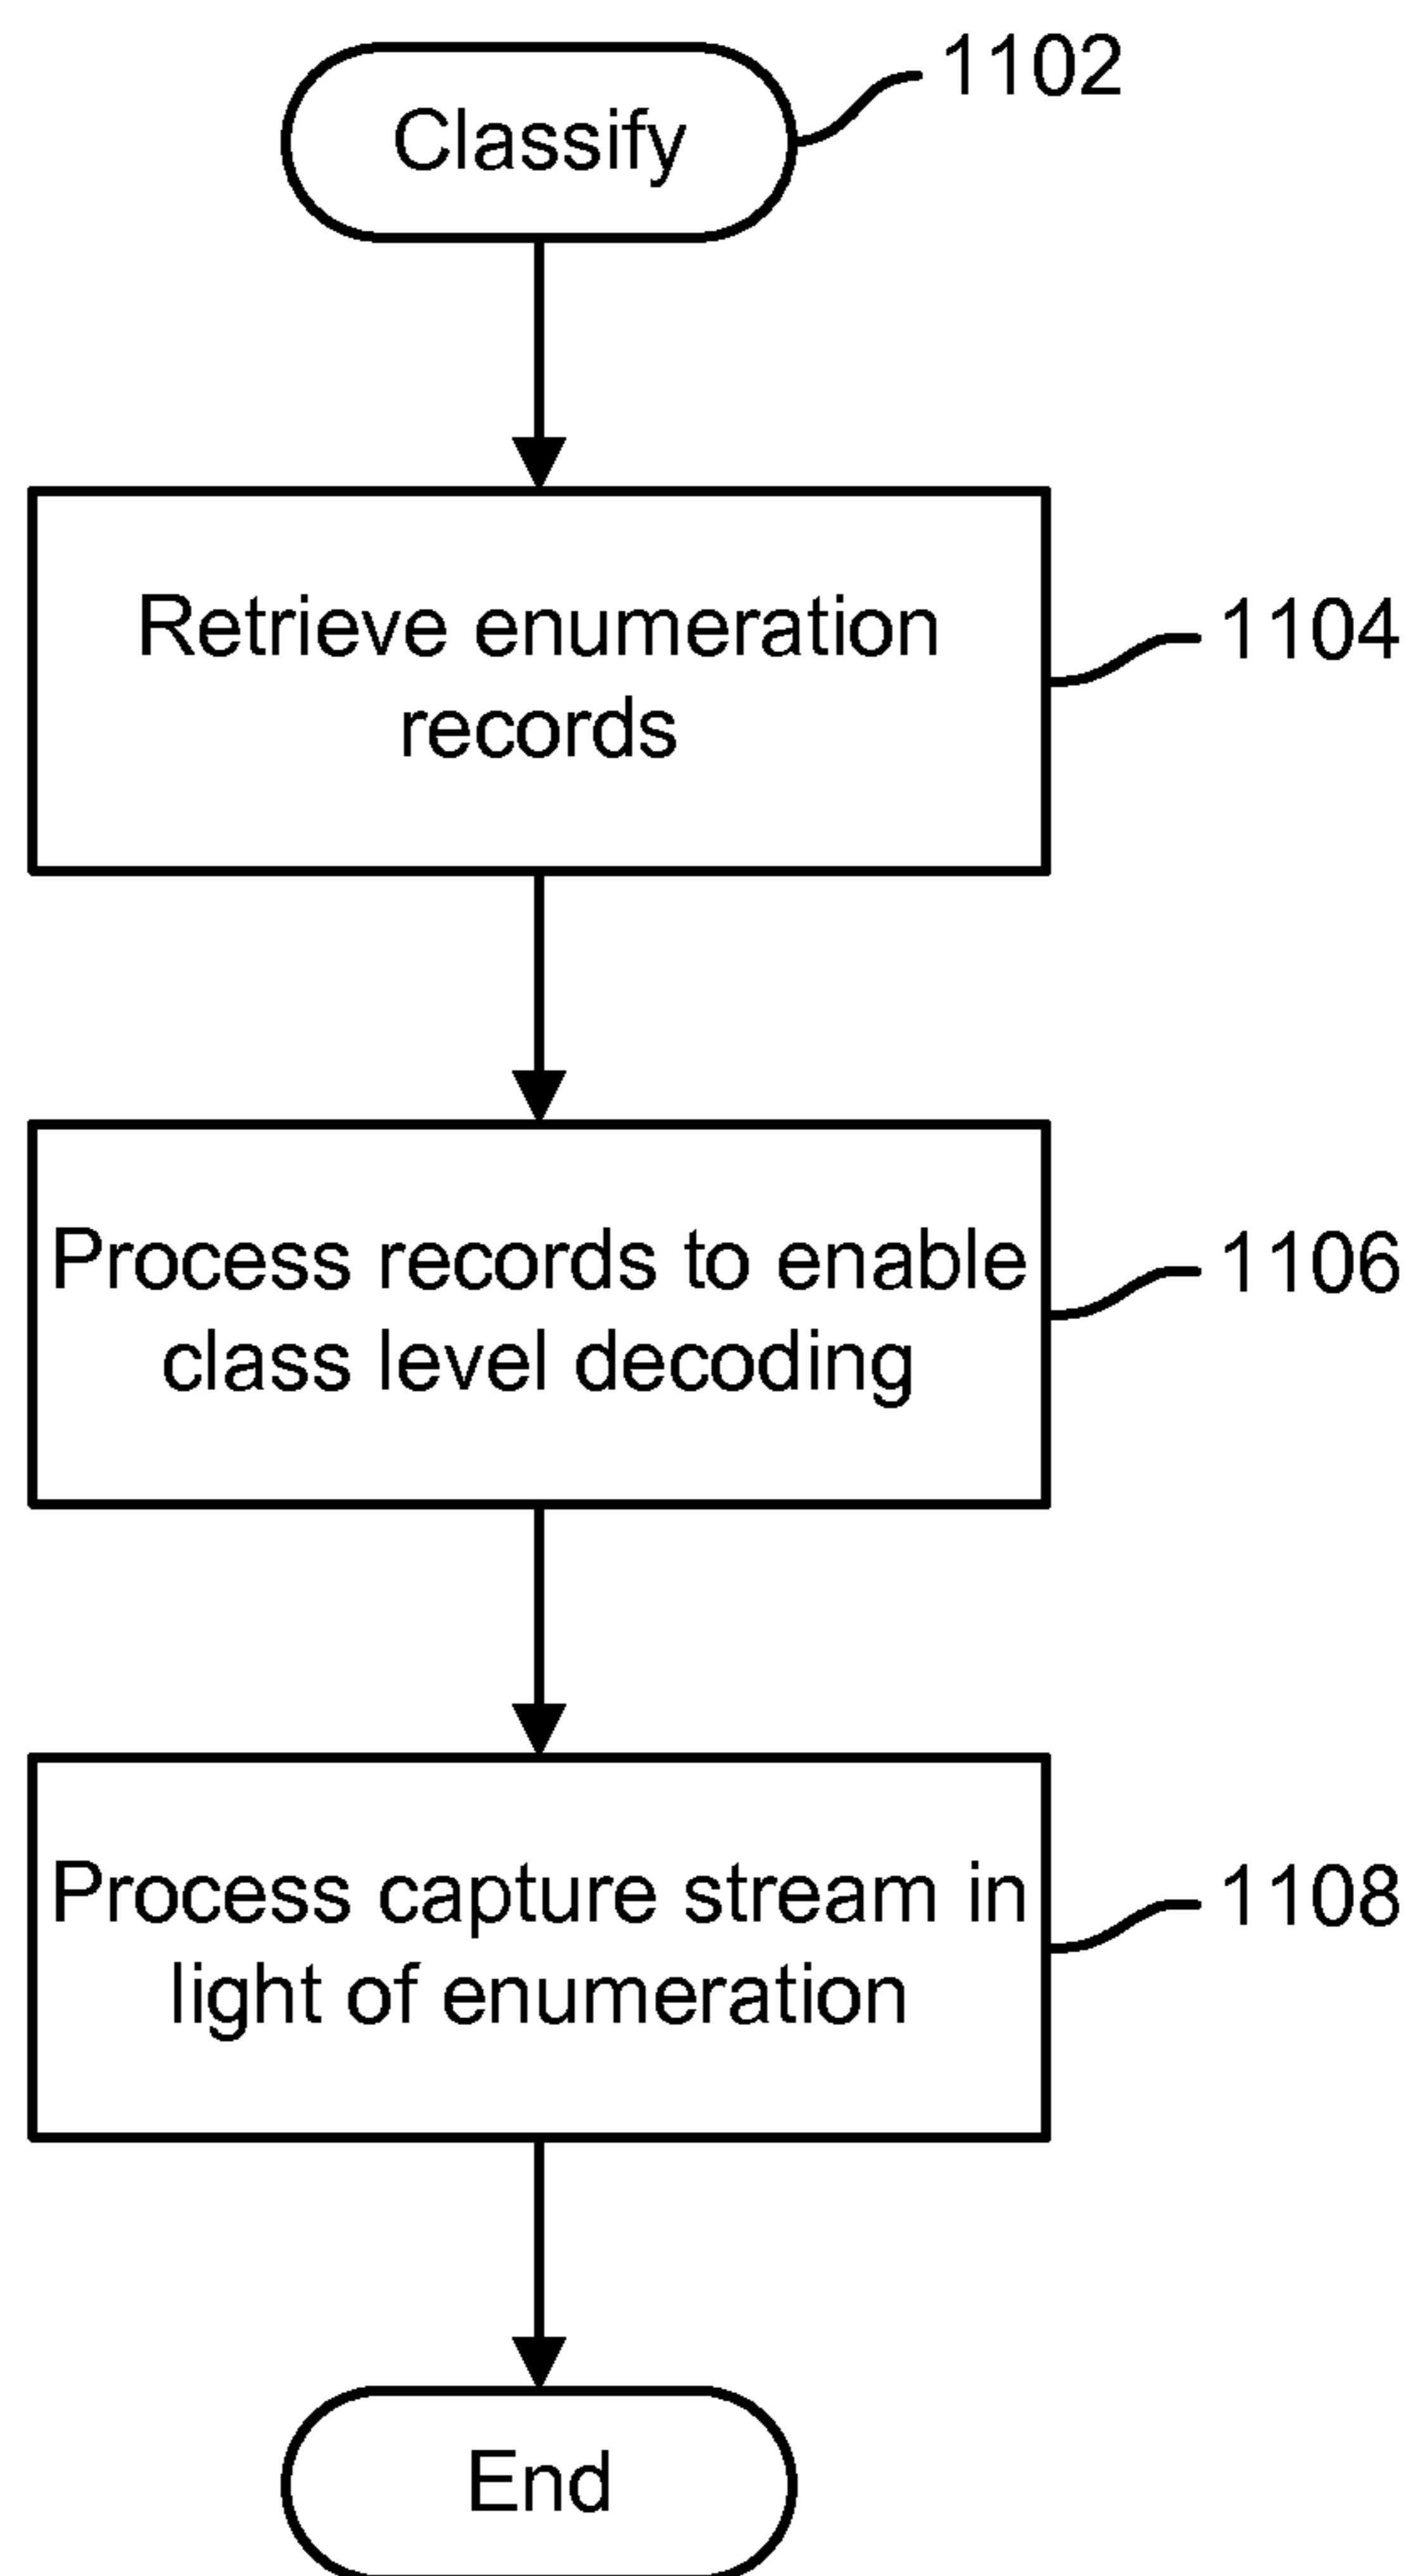 Classify
1102
Retrieve enumeration
records
1104
Process records to enable
class level decoding
1106
Process capture stream in
light of enumeration
1108
End